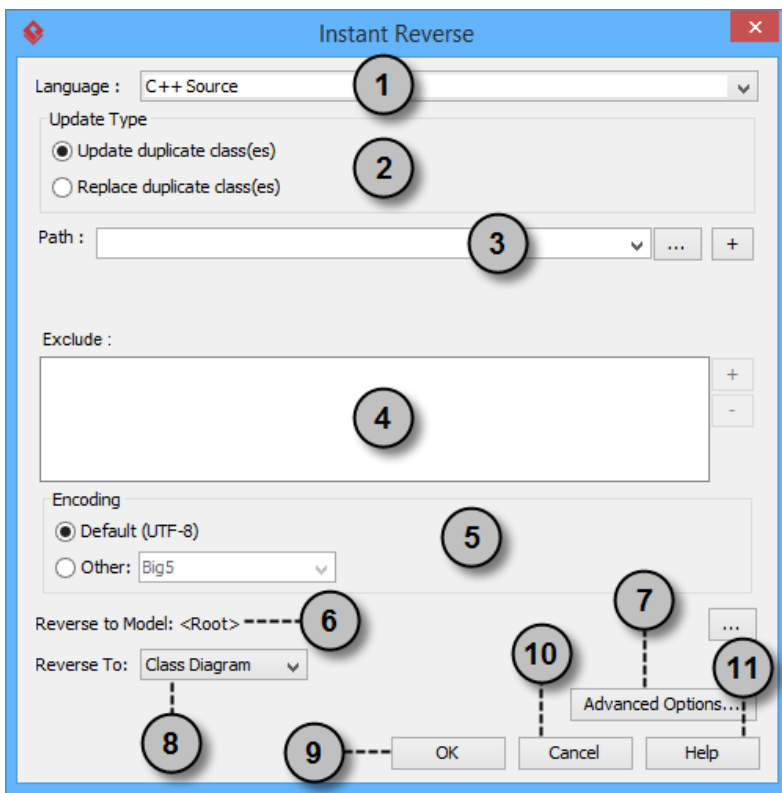 Instant Reverse
Language : C++ Source 1
Update Type
Update duplicate class(es)
2
Replace duplicate class(es)
Path : 3 ... +
Exclude :
+
-
4
Encoding
Default (UTF-8)
5
Other: Big5
7
Reverse to Model: <Root> 6 ...
Reverse To: Class Diagram 10 11
Advanced Options...
8 9 OK Cancel Help